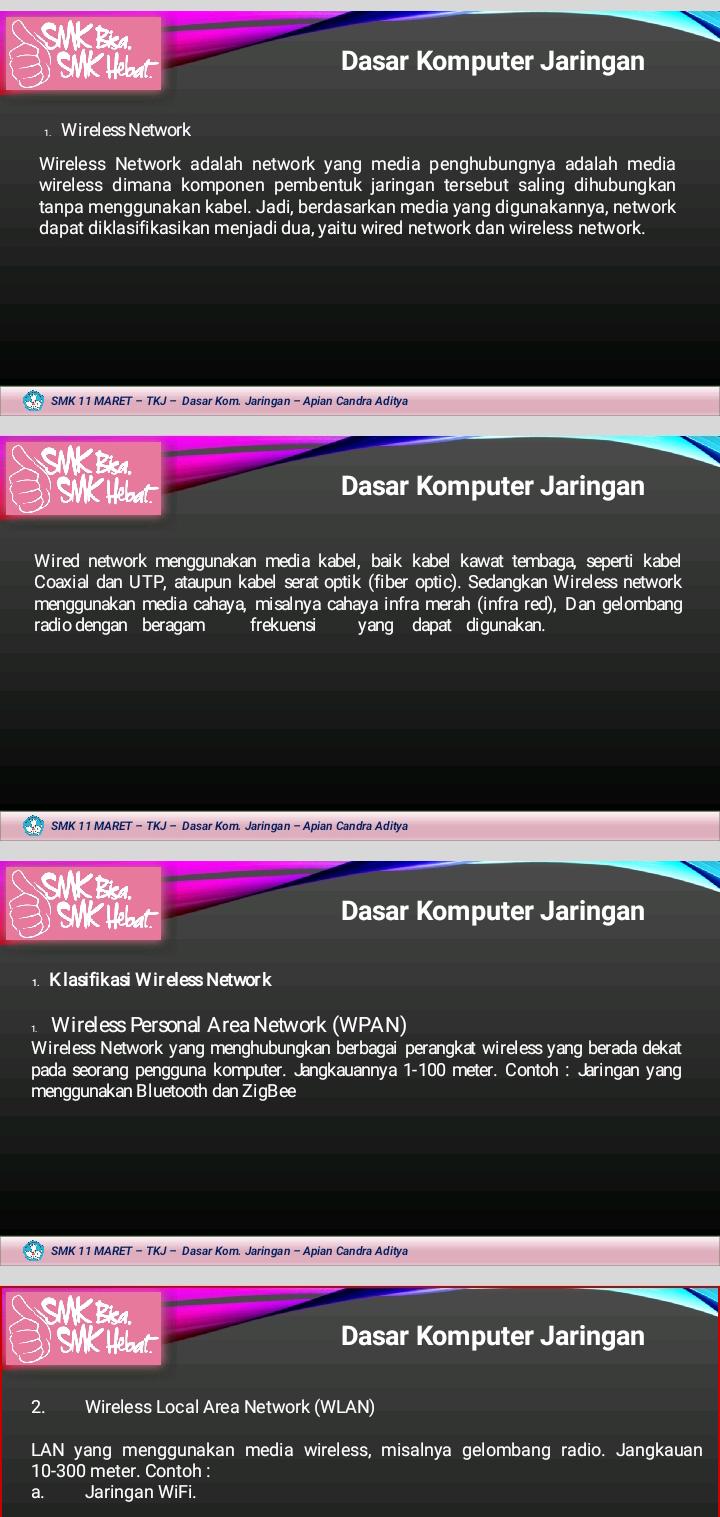 SMK Bisa.
SMK Hebat.
Dasar Komputer Jaringan
1. Wireless Network
Wireless Network adalah network yang media penghubungnya adalah media
wireless dimana komponen pembentuk jaringan tersebut saling dihubungkan
tanpa menggunakan kabel. Jadi, berdasarkan media yang digunakannya, network
dapat diklasifikasikan menjadi dua, yaitu wired network dan wireless network.
SMK 11 MARET – TKJ – Dasar Kom. Jaringan – Apian Candra Aditya
SMK Bisa.
SMK Hebat.
Dasar Komputer Jaringan
Wired network menggunakan media kabel, baik kabel kawat tembaga, seperti kabel
Coaxial dan UTP, ataupun kabel serat optik (fiber optic). Sedangkan Wireless network
menggunakan media cahaya, misalnya cahaya infra merah (infra red), Dan gelombang
radio dengan beragam frekuensi yang dapat digunakan.
SMK 11 MARET – TKJ – Dasar Kom. Jaringan – Apian Candra Aditya
SMK Bisa.
SMK Hebat.
Dasar Komputer Jaringan
1. Klasifikasi Wireless Network
1. Wireless Personal Area Network (WPAN)
Wireless Network yang menghubungkan berbagai perangkat wireless yang berada dekat
pada seorang pengguna komputer. Jangkauannya 1-100 meter. Contoh : Jaringan yang
menggunakan Bluetooth dan ZigBee
SMK 11 MARET – TKJ – Dasar Kom. Jaringan – Apian Candra Aditya
SMK Bisa.
SMK Hebat.
Dasar Komputer Jaringan
2. Wireless Local Area Network (WLAN)
LAN yang menggunakan media wireless, misalnya gelombang radio. Jangkauan
10-300 meter. Contoh :
a. Jaringan WiFi.